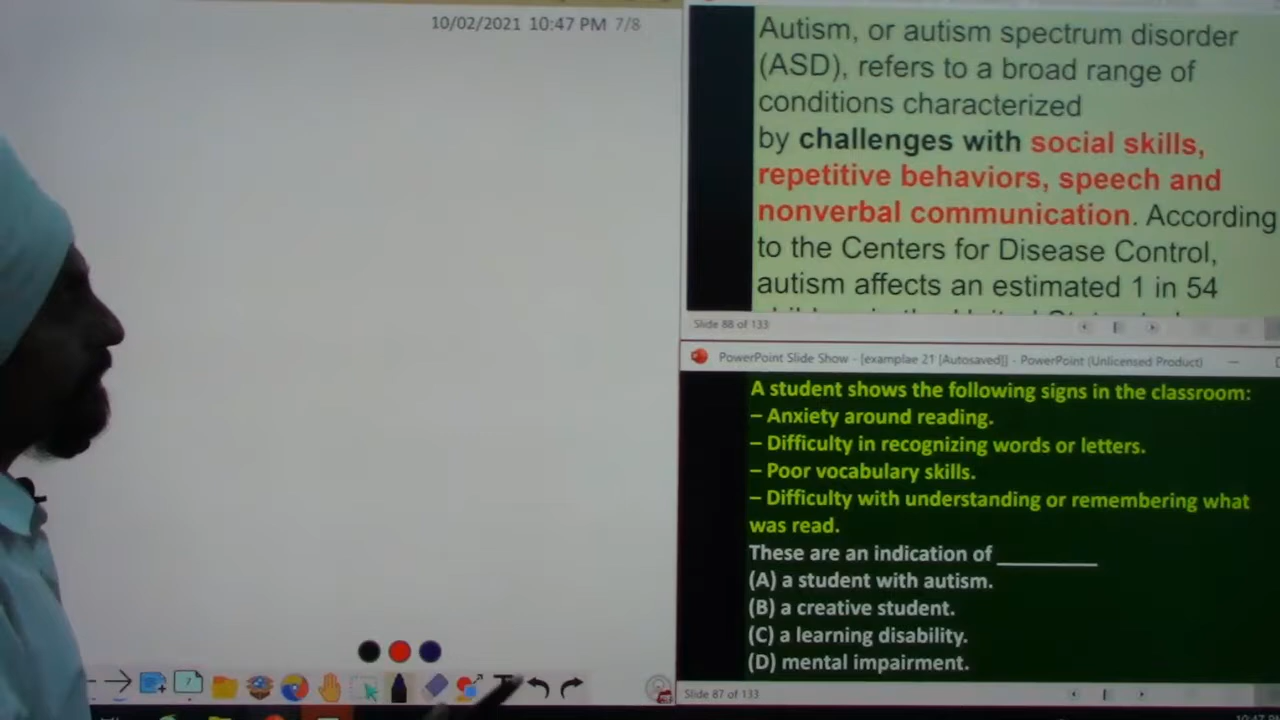 10/02/2021 10:47 PM 7/8
Autism, or autism spectrum disorder
(ASD), refers to a broad range of
conditions characterized
by challenges with social skills,
repetitive behaviors, speech and
nonverbal communication. According
to the Centers for Disease Control,
autism affects an estimated 1 in 54
Slide 88 of 133
PowerPoint Slide Show - [examplae 21 [Autosaved]] - PowerPoint (Unlicensed Product)
A student shows the following signs in the classroom:
– Anxiety around reading.
– Difficulty in recognizing words or letters.
– Poor vocabulary skills.
– Difficulty with understanding or remembering what
was read.
These are an indication of __________
(A) a student with autism.
(B) a creative student.
(C) a learning disability.
(D) mental impairment.
Slide 87 of 133